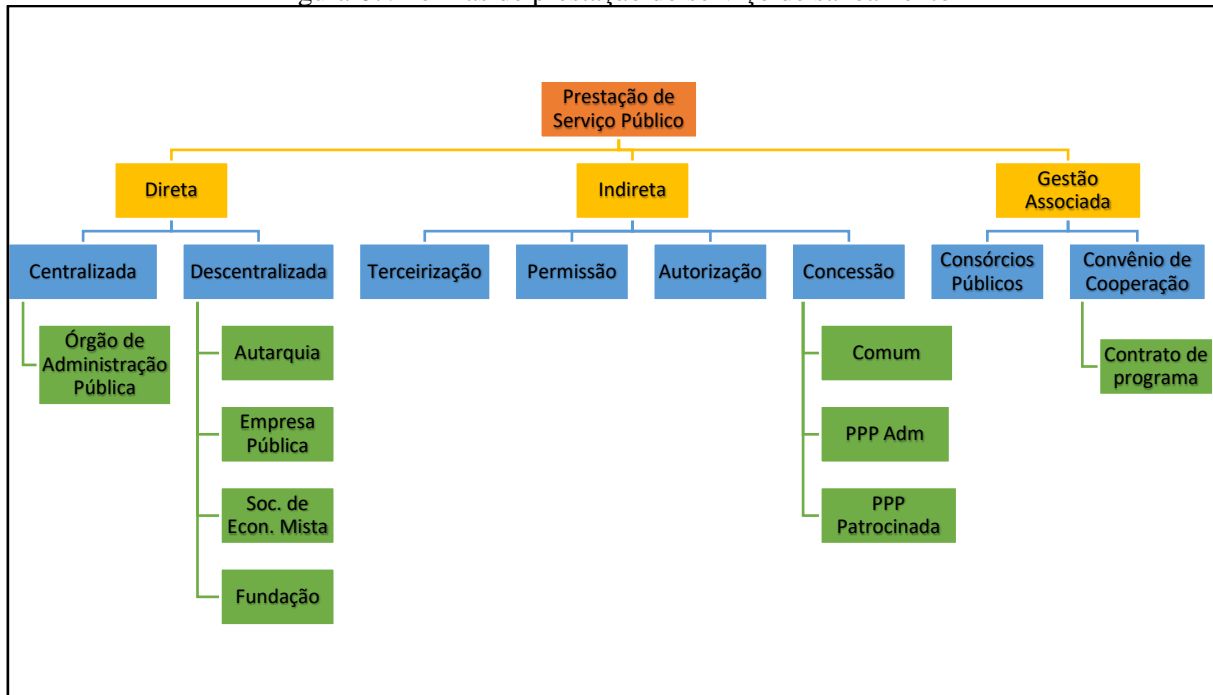 Prestação de
Serviço Público
Direta
Indireta
Gestão
Associada
Centralizada
Descentralizada
Terceirização
Permissão
Autorização
Concessão
Consórcios
Públicos
Convênio de
Cooperação
Órgão de
Administração
Pública
Autarquia
Empresa
Pública
Soc. de
Econ. Mista
Fundação
Comum
PPP Adm
PPP
Patrocinada
Contrato de
programa